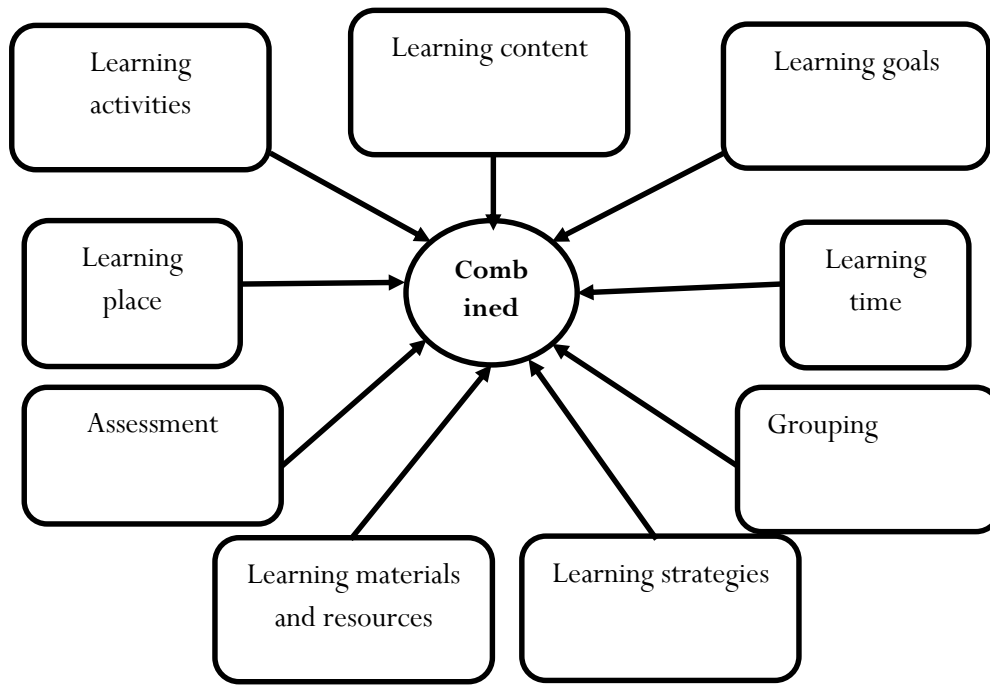 Learning
activities
Learning content
Learning goals
Learning
place
Comb
ined
Learning
time
Assessment
Grouping
Learning materials
and resources
Learning strategies